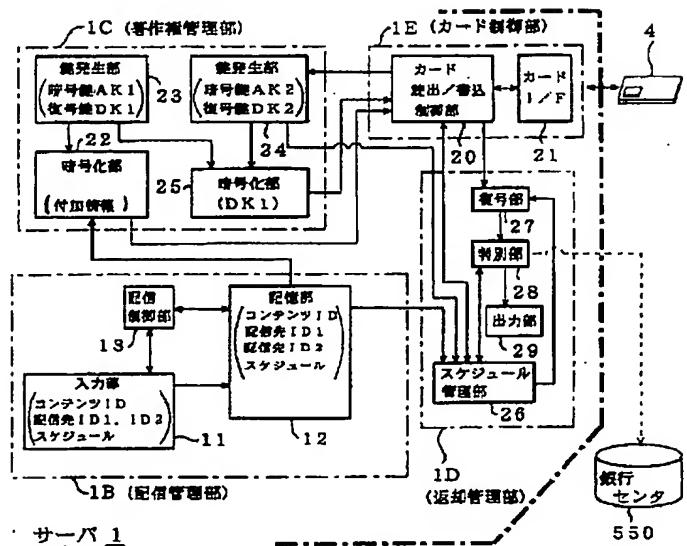 1C (著作権管理部)
1E (カード制御部)
4
鍵発生部
(暗号鍵AK1
復号鍵DK1)
23
鍵発生部
(暗号鍵AK2
復号鍵DK2)
24
カード
読出/書込
制御部
20
カード
I/F
21
22
暗号化部
(付加情報)
25
暗号化部
(DK1)
復号部
27
判別部
28
出力部
29
スケジュール
管理部
26
配信
制御部
13
記憶部
(コンテンツID
配信先ID1
配信先ID2
スケジュール)
12
入力部
(コンテンツID
配信先ID1, ID2
スケジュール)
11
1D
(返却管理部)
1B (配信管理部)
銀行
センタ
550
サーバ 1